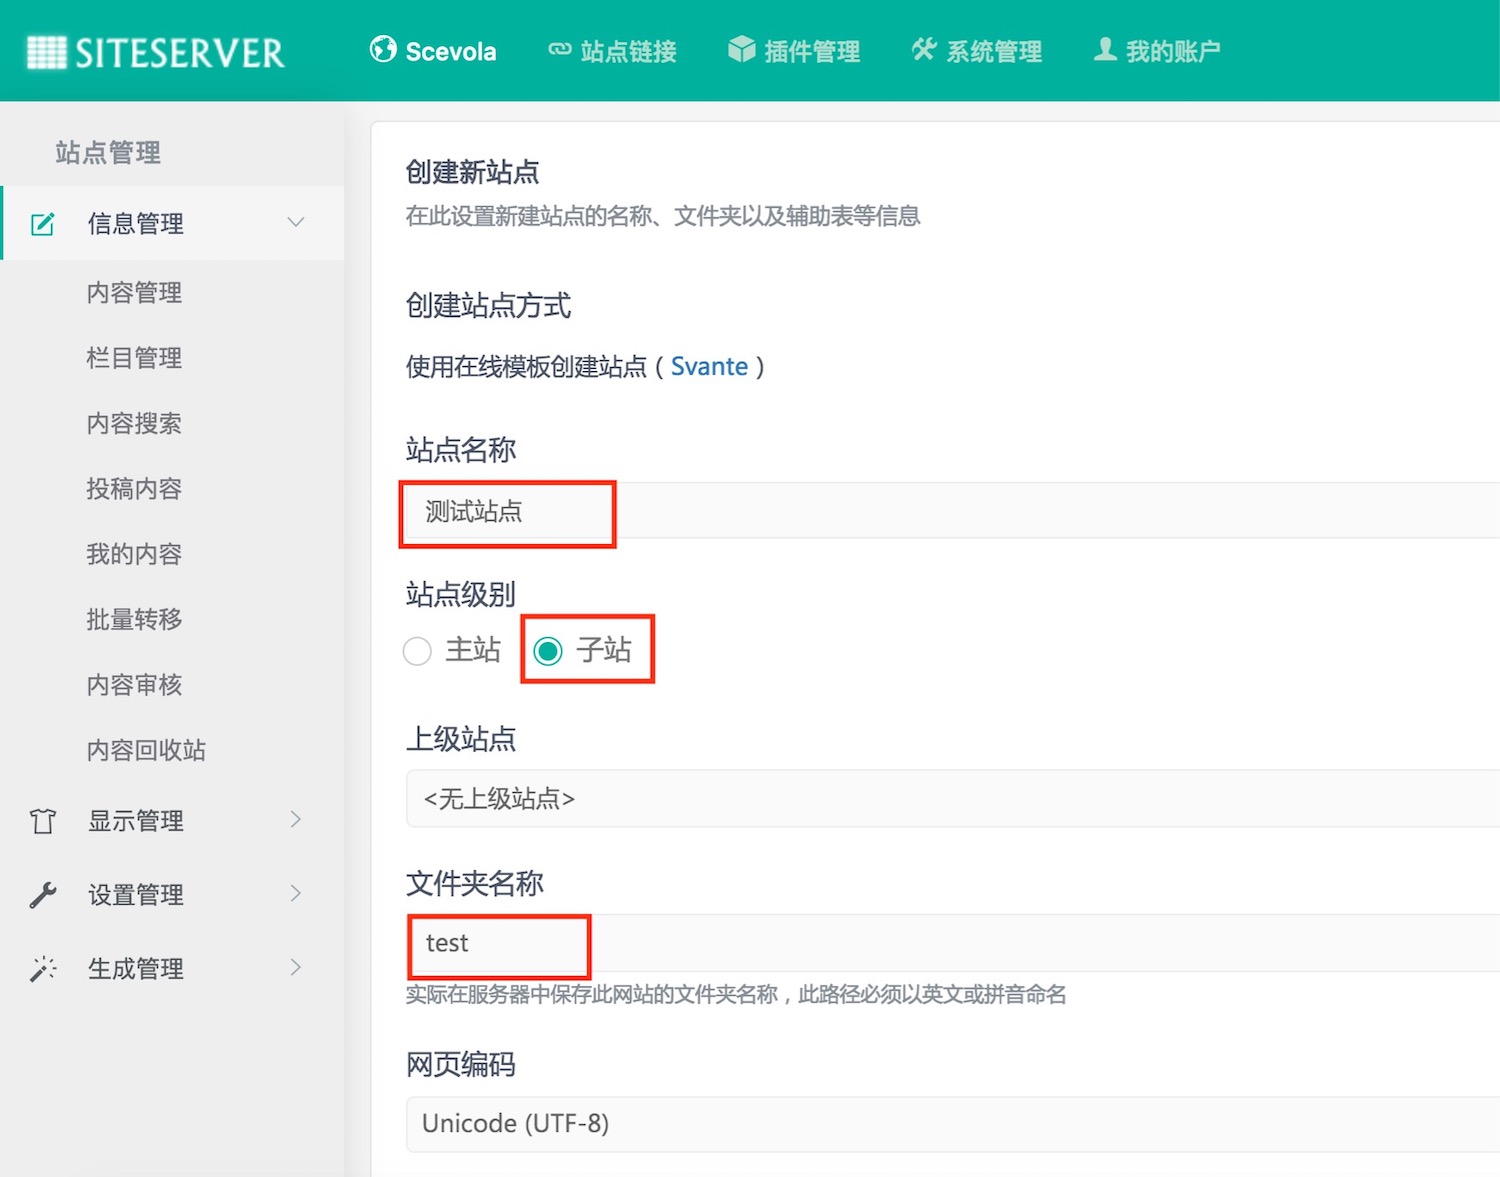 SITESERVER
Scevola
站点链接
插件管理
系统管理
我的账户
站点管理
信息管理
内容管理
栏目管理
内容搜索
投稿内容
我的内容
批量转移
内容审核
内容回收站
显示管理
设置管理
生成管理
创建新站点
在此设置新建站点的名称、文件夹以及辅助表等信息
创建站点方式
使用在线模板创建站点 ( Svante )
站点名称
测试站点
站点级别
主站 子站
上级站点
<无上级站点>
文件夹名称
test
实际在服务器中保存此网站的文件夹名称，此路径必须以英文或拼音命名
网页编码
Unicode (UTF-8)